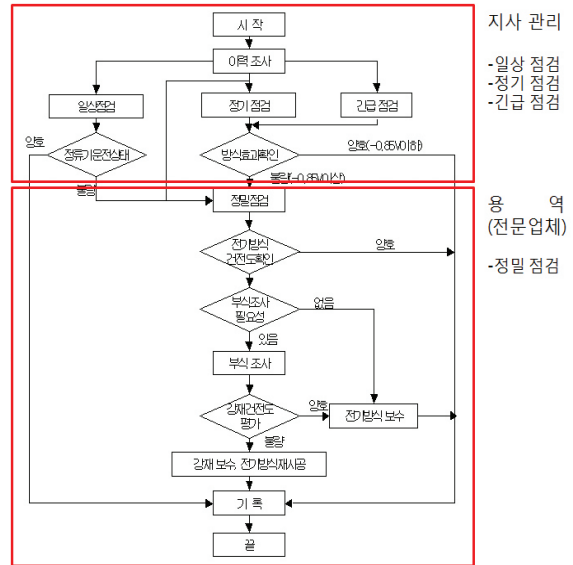 시 작
이력 조사
일상점검
정기 점검
긴급 점검
양호
정류기운전상태
방식효과확인
양호(-0.85V이하)
불량
불량(-0.85V이상)
정밀점검
전기방식
건전도확인
양호
부식조사
필요성
없음
있음
부식 조사
강재건전도
평가
양호
전기방식 보수
불량
강재 보수, 전기방식재시공
기 록
끝
지사 관리
-일상 점검
-정기 점검
-긴급 점검
용 역
(전문업체)
-정밀 점검